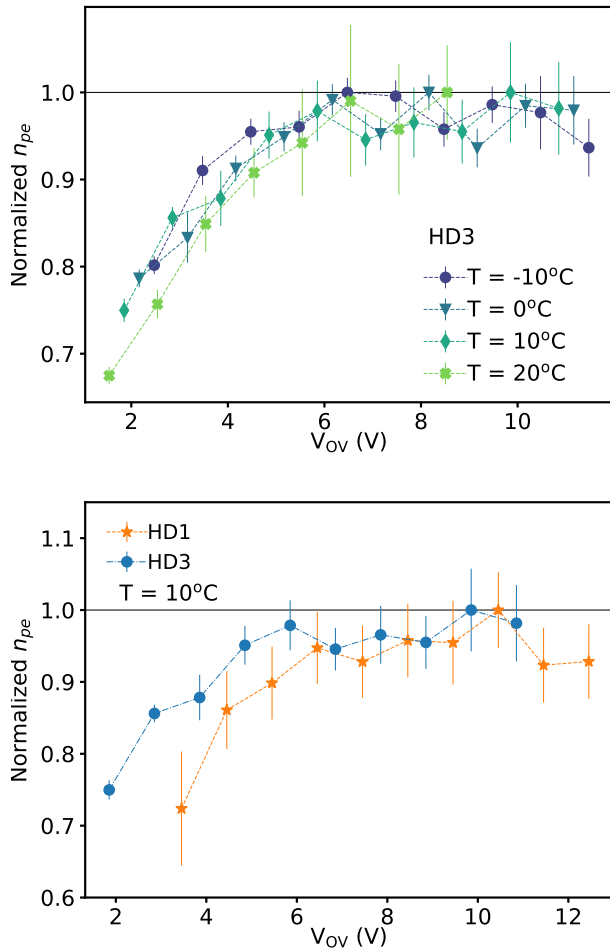 1.0
0.9
0.8
0.7
Normalized n_pe
HD3
T = -10°C
T = 0°C
T = 10°C
T = 20°C
2 4 6 8 10
V_OV (V)
1.1
1.0
0.9
0.8
0.7
0.6
Normalized n_pe
HD1
HD3
T = 10°C
2 4 6 8 10 12
V_OV (V)